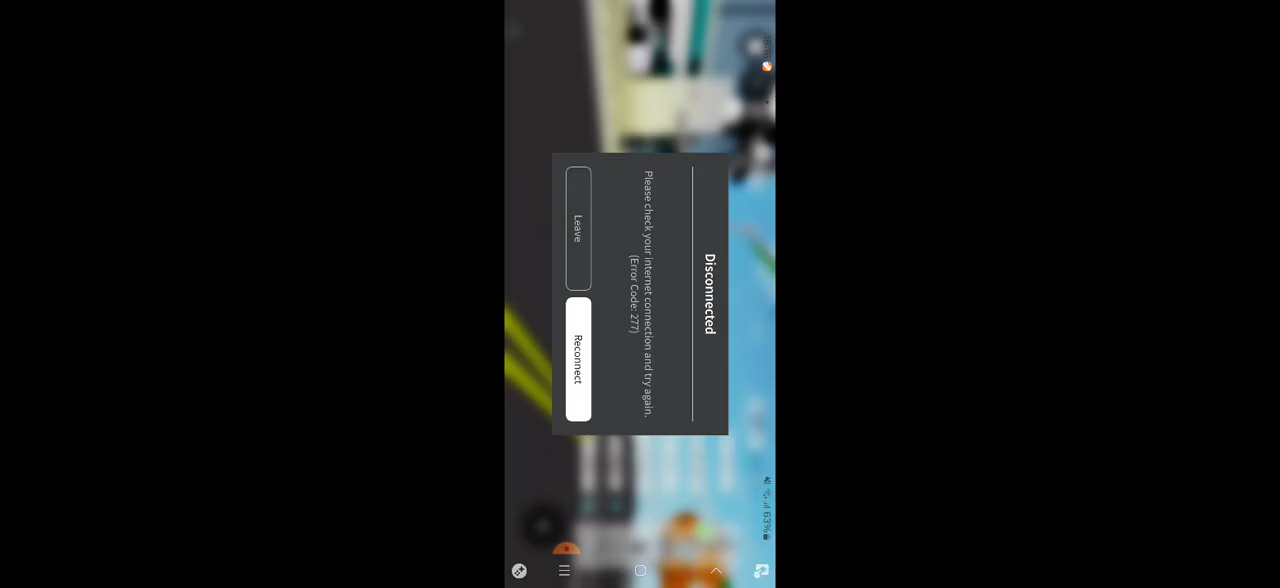 63%
Disconnected
Please check your internet connection and try again.
(Error Code: 277)
Leave
Reconnect